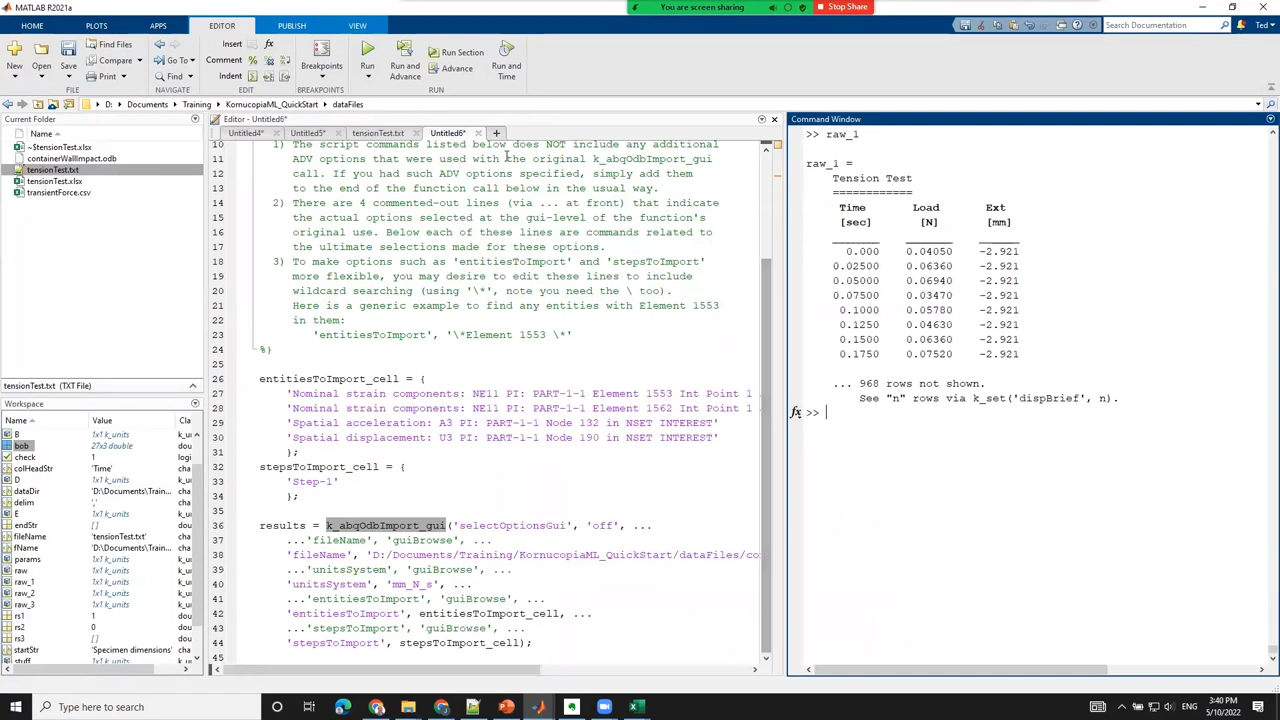 MATLAB R2021a
You are screen sharing
Stop Share
HOME PLOTS APPS EDITOR PUBLISH VIEW
Search Documentation
Ted
New Open Save
Find Files
Compare
Print
Go To
Find
Insert
Comment
Indent
Breakpoints
Run
Run and Advance
Run Section
Advance
Run and Time
FILE NAVIGATE EDIT BREAKPOINTS RUN
D: Documents Training KornucopiaML_QuickStart dataFiles
Current Folder
Name
~$tensionTest.xlsx
containerWallImpact.odb
tensionTest.txt
tensionTest.xlsx
transientForce.csv
tensionTest.txt (TXT File)
Workspace
Name Size Class
B 1x1 k_units
bob 27x3 double
check 1 logi
colHeadStr 'Time' cha
D 1x1 k_units
dataDir 'D:\Documents\Train... cha
delim ',' cha
E 1x1 k_units
endStr [ ] cha
fileName 'tensionTest.txt' cha
fName 'D:\Documents\Train... cha
params 1x1 k_units
raw 1x1 k_units
raw_1 1x1 k_units
raw_2 1x1 k_units
raw_3 1x1 k_units
rs1 1
rs2 0
rs3 [ ]
startStr 'Specimen dimensions' cha
stuff 1x1 k_units
Editor - Untitled6*
Untitled4* Untitled5* tensionTest.txt Untitled6*
10 1) The script commands listed below does NOT include any additional
11 ADV options that were used with the original k_abqOdbImport_gui
12 call. If you had such ADV options specified, simply add them
13 to the end of the function call below in the usual way.
14 2) There are 4 commented-out lines (via ... at front) that indicate
15 the actual options selected at the gui-level of the function's
16 original use. Below each of these lines are commands related to
17 the ultimate selections made for these options.
18 3) To make options such as 'entitiesToImport' and 'stepsToImport'
19 more flexible, you may desire to edit these lines to include
20 wildcard searching (using '\*', note you need the \ too).
21 Here is a generic example to find any entities with Element 1553
22 in them:
23 'entitiesToImport', '\*Element 1553 \*'
24 %}
25
26 entitiesToImport_cell = {
27 'Nominal strain components: NE11 PI: PART-1-1 Element 1553 Int Point 1
28 'Nominal strain components: NE11 PI: PART-1-1 Element 1562 Int Point 1
29 'Spatial acceleration: A3 PI: PART-1-1 Node 132 in NSET INTEREST'
30 'Spatial displacement: U3 PI: PART-1-1 Node 190 in NSET INTEREST'
31 };
32 stepsToImport_cell = {
33 'Step-1'
34 };
35
36 results = k_abqOdbImport_gui('selectOptionsGui', 'off', ...
37 ...'fileName', 'guiBrowse', ...
38 'fileName', 'D:/Documents/Training/KornucopiaML_QuickStart/dataFiles/co
39 ...'unitsSystem', 'guiBrowse', ...
40 'unitsSystem', 'mm_N_s', ...
41 ...'entitiesToImport', 'guiBrowse', ...
42 'entitiesToImport', entitiesToImport_cell, ...
43 ...'stepsToImport', 'guiBrowse', ...
44 'stepsToImport', stepsToImport_cell);
45
Command Window
>> raw_1
raw_1 =
Tension Test
============
Time Load Ext
[sec] [N] [mm]
0.000 0.04050 -2.921
0.02500 0.06360 -2.921
0.05000 0.06940 -2.921
0.07500 0.03470 -2.921
0.1000 0.05780 -2.921
0.1250 0.04630 -2.921
0.1500 0.06360 -2.921
0.1750 0.07520 -2.921
... 968 rows not shown.
See "n" rows via k_set('dispBrief', n).
fx >>
Type here to search
3:40 PM
5/10/2022